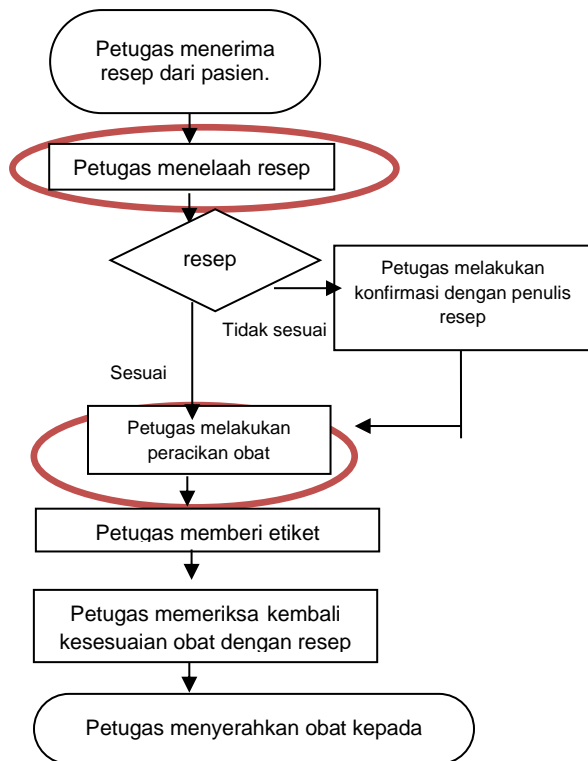 Petugas menerima
resep dari pasien.
Petugas menelaah resep
resep
Petugas melakukan
konfirmasi dengan penulis
resep
Tidak sesuai
Sesuai
Petugas melakukan
peracikan obat
Petugas memberi etiket
Petugas memeriksa kembali
kesesuaian obat dengan resep
Petugas menyerahkan obat kepada